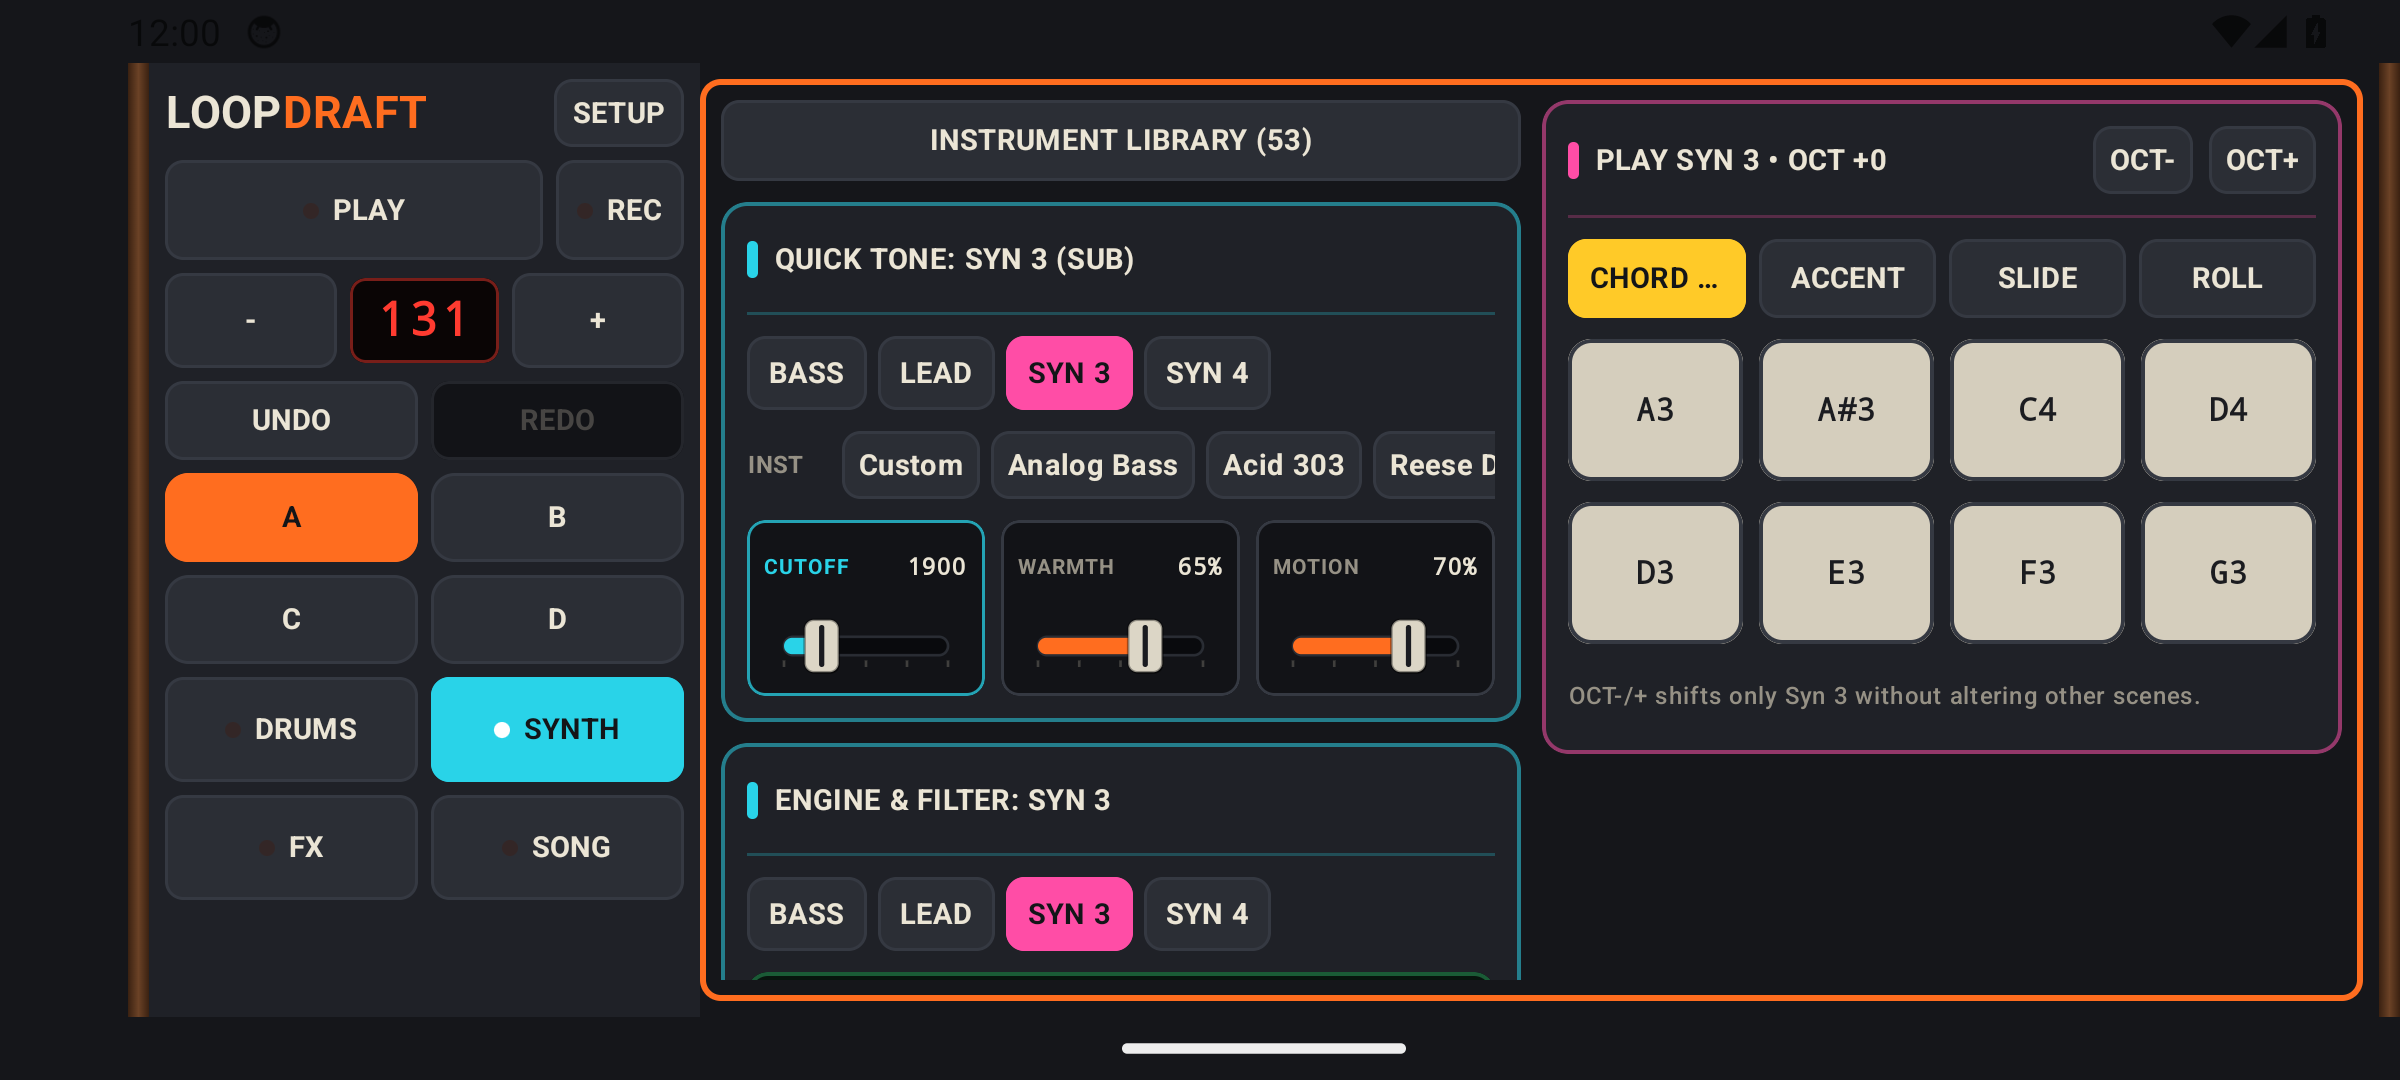 12:00
LOOPDRAFT
SETUP
PLAY
REC
-
131
+
UNDO
REDO
A
B
C
D
DRUMS
SYNTH
FX
SONG
INSTRUMENT LIBRARY (53)
QUICK TONE: SYN 3 (SUB)
BASS
LEAD
SYN 3
SYN 4
INST
Custom
Analog Bass
Acid 303
Reese D
CUTOFF
1900
WARMTH
65%
MOTION
70%
ENGINE & FILTER: SYN 3
BASS
LEAD
SYN 3
SYN 4
PLAY SYN 3 • OCT +0
OCT-
OCT+
CHORD ...
ACCENT
SLIDE
ROLL
A3
A#3
C4
D4
D3
E3
F3
G3
OCT-/+ shifts only Syn 3 without altering other scenes.